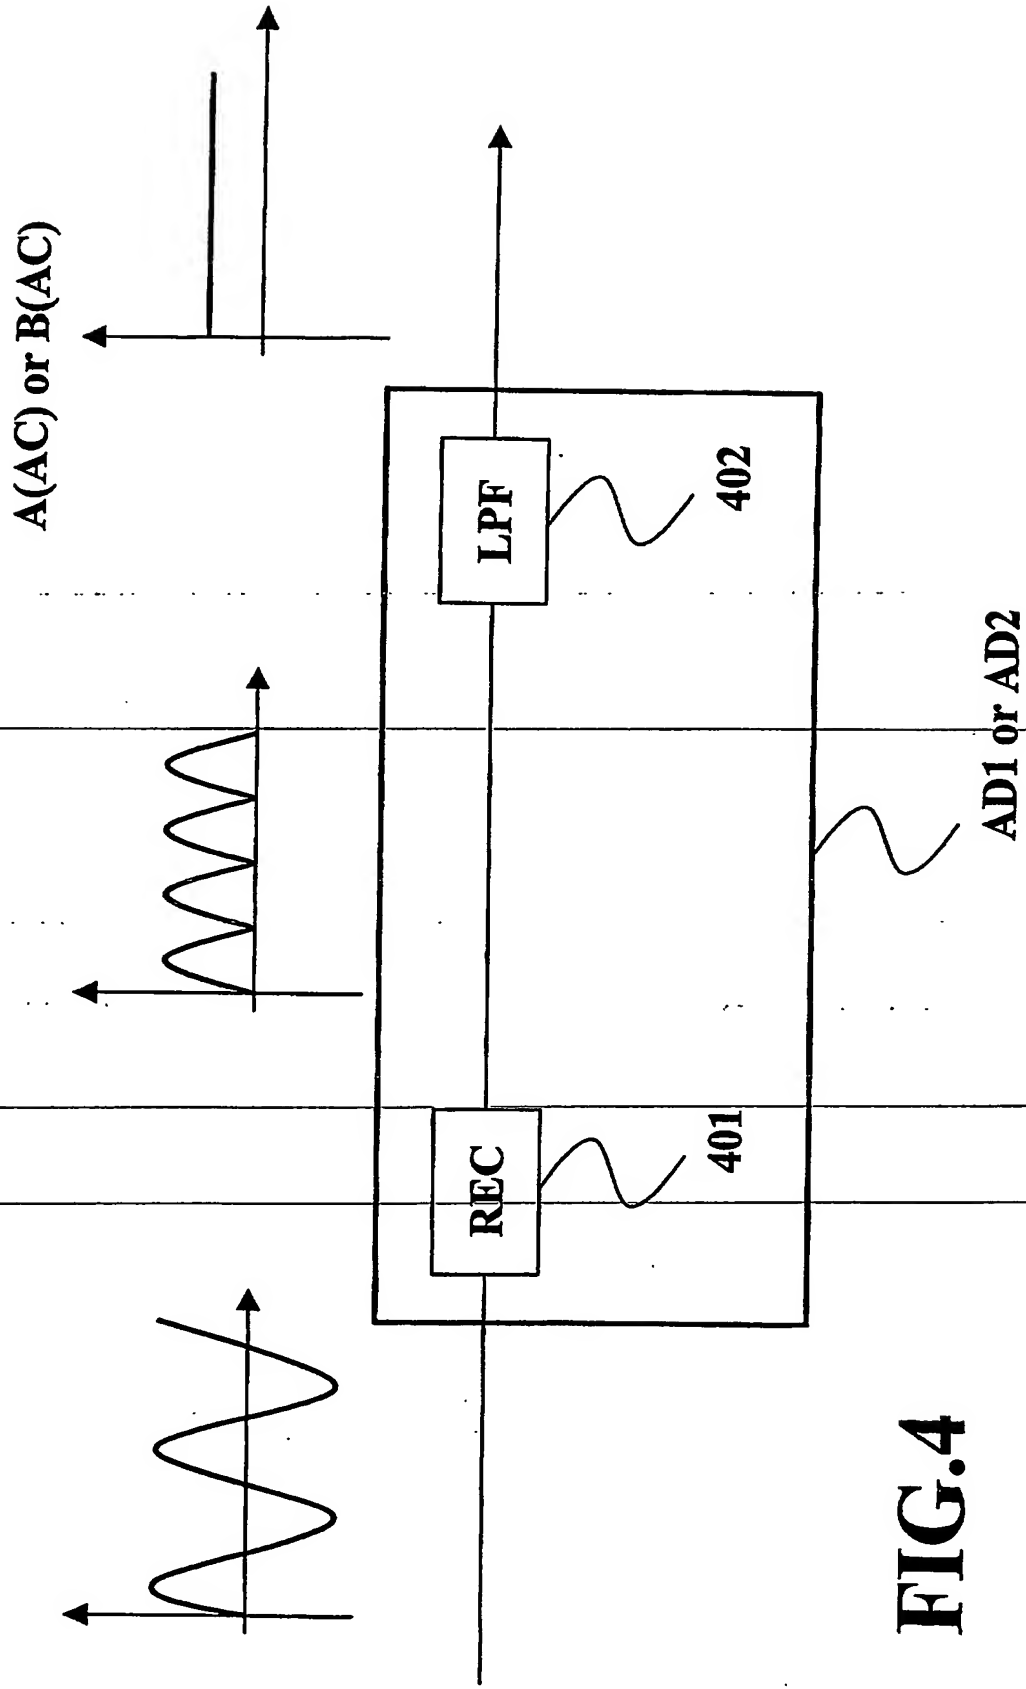 A(AC) or B(AC)
REC
LPF
401
402
AD1 or AD2
FIG.4